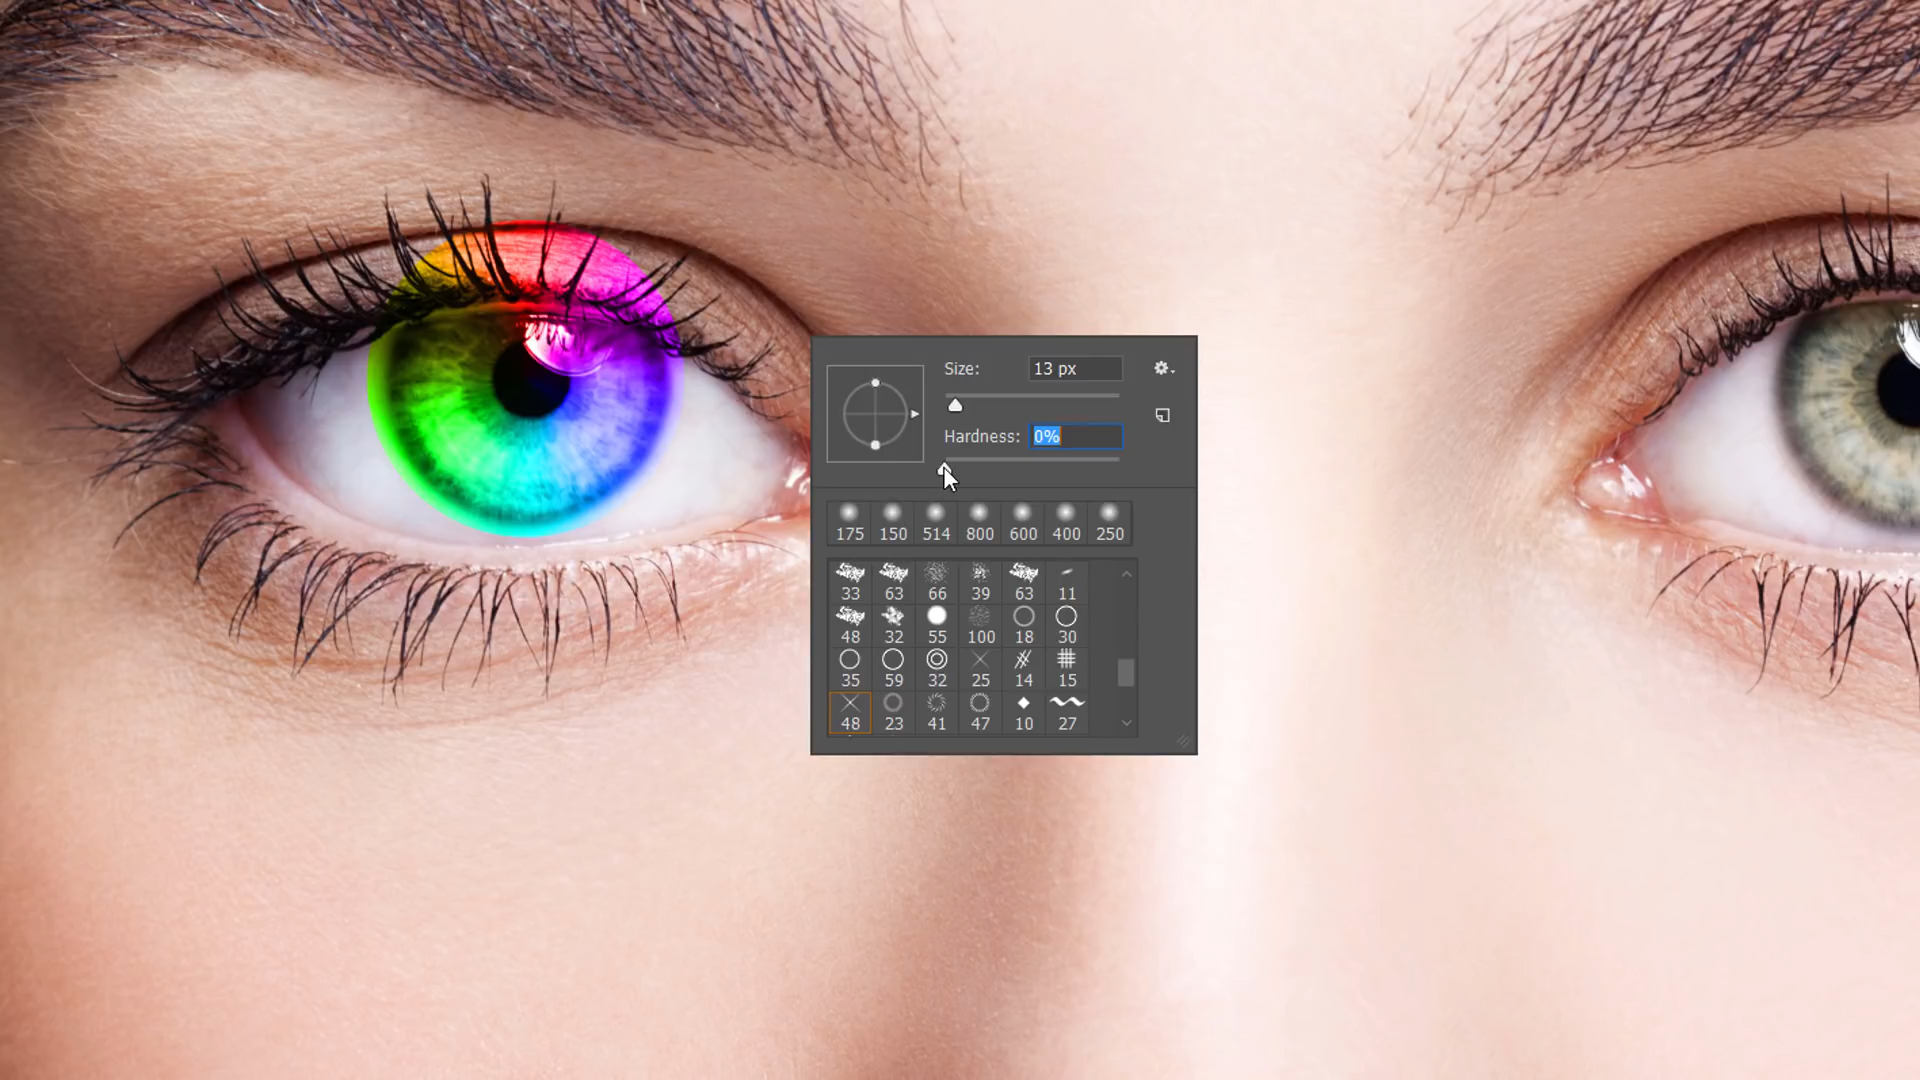 Size: 13 px
Hardness: 0%
175 150 514 800 600 400 250
33 63 66 39 63 11
48 32 55 100 18 30
35 59 32 25 14 15
48 23 41 47 10 27